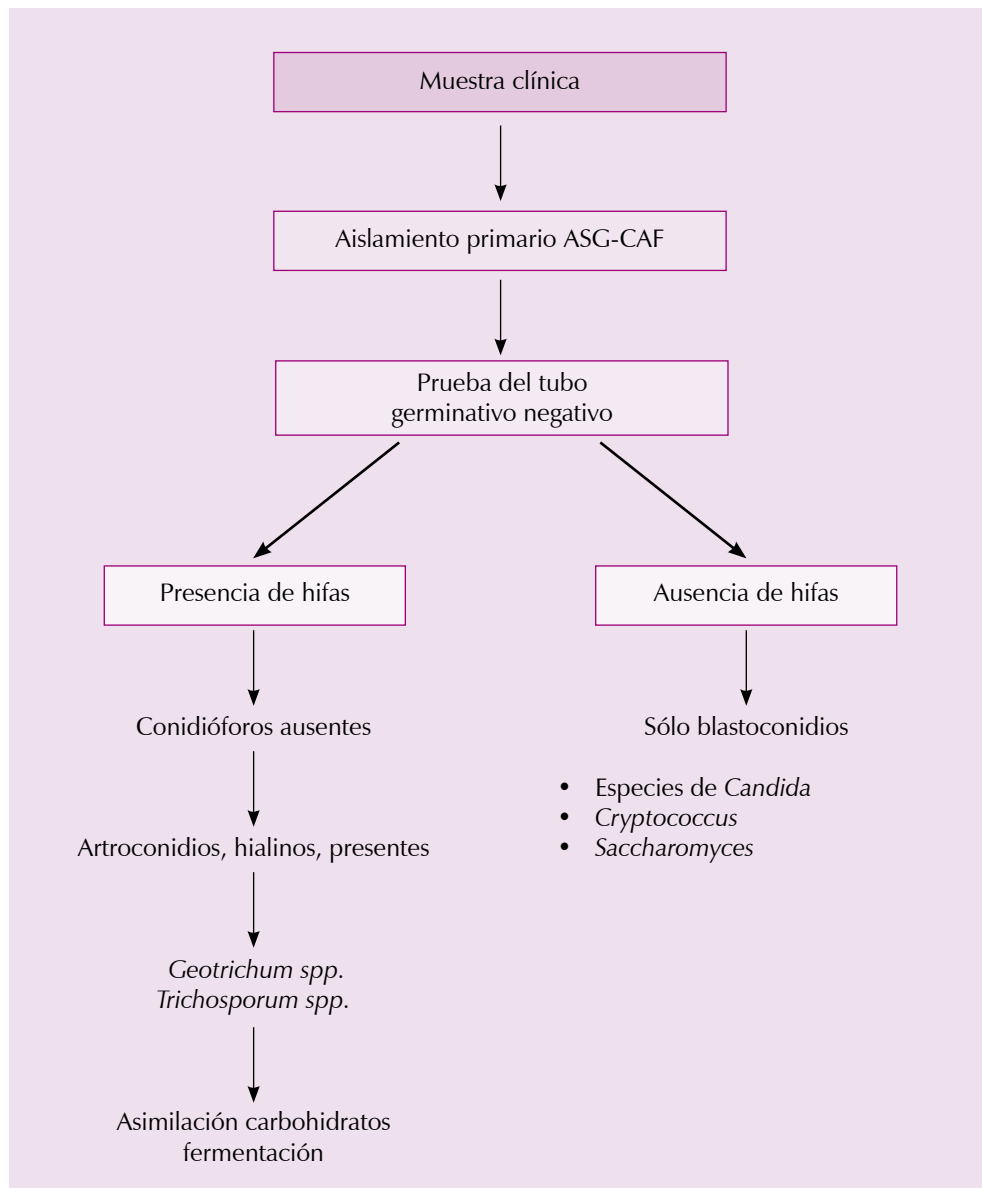 Muestra clínica
Aislamiento primario ASG-CAF
Prueba del tubo
germinativo negativo
Presencia de hifas
Conidióforos ausentes
Artroconidios, hialinos, presentes
Geotrichum spp.
Trichosporum spp.
Asimilación carbohidratos
fermentación
Ausencia de hifas
Sólo blastoconidios
• Especies de Candida
• Cryptococcus
• Saccharomyces